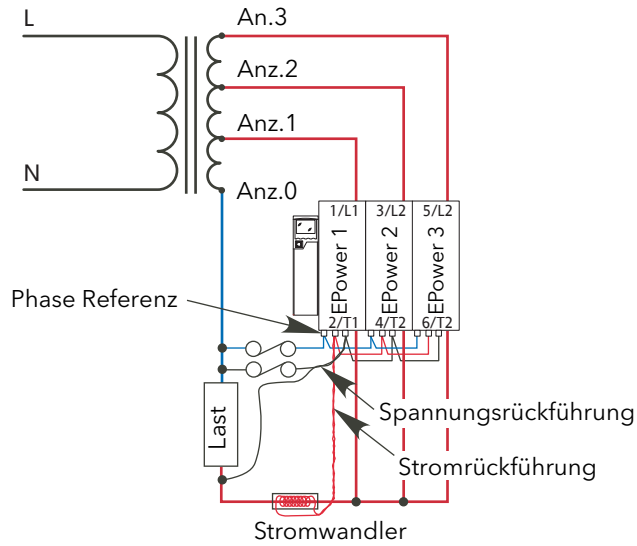 L
An.3
Anz.2
Anz.1
N
Anz.0
1/L1
3/L2
5/L2
EPower 1
EPower 2
EPower 3
2/T1
4/T2
6/T2
Phase Referenz
Last
Spannungsrückführung
Stromrückführung
Stromwandler